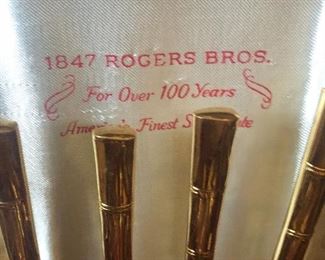 1847 ROGERS BROS.
For Over 100 Years
Finest